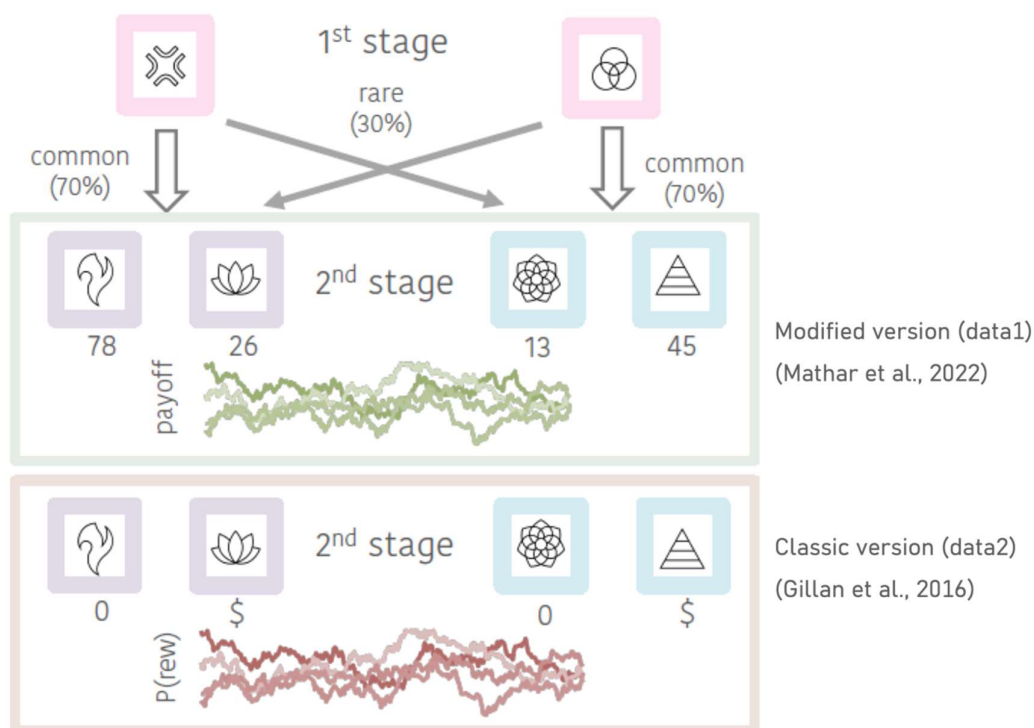 1st stage
rare
(30%)
common
(70%)
common
(70%)
2nd stage
78 26 13 45
payoff
Modified version (data1)
(Mathar et al., 2022)
2nd stage
0 $ 0 $
P(rew)
Classic version (data2)
(Gillan et al., 2016)